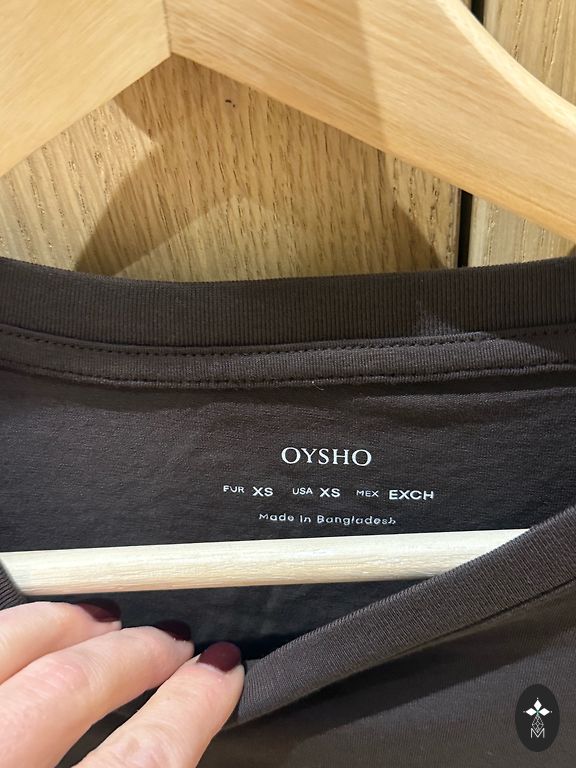 OYSHO
EUR XS USA XS MEX EXCH
Made in Bangladesh
M